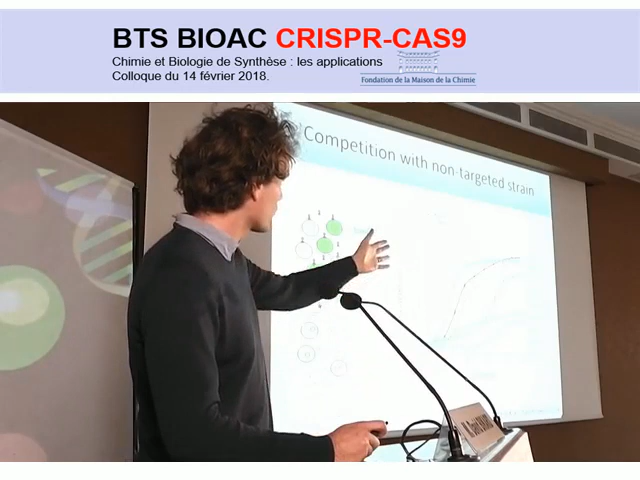 BTS BIOAC CRISPR-CAS9
Chimie et Biologie de Synthèse : les applications
Colloque du 14 février 2018.
Fondation de la Maison de la Chimie
Competition with non-targeted strain
M. David